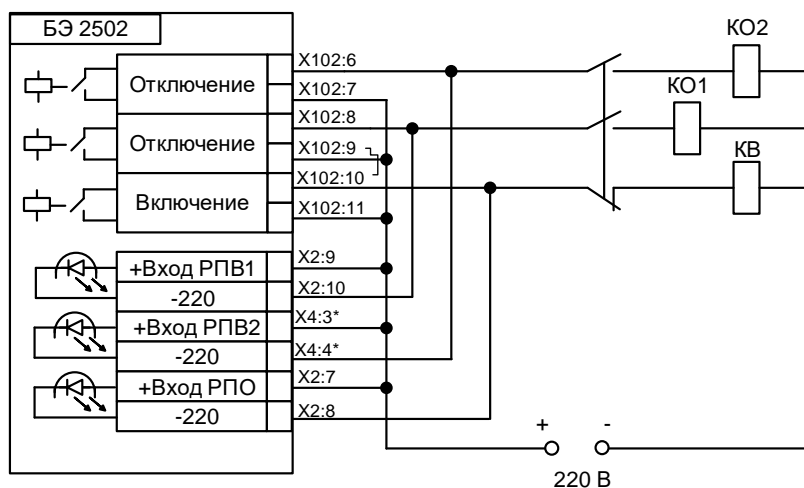 БЭ 2502
Отключение
X102:6
X102:7
Отключение
X102:8
X102:9
Включение
X102:10
X102:11
+Вход РПВ1
X2:9
-220
X2:10
+Вход РПВ2
X4:3*
-220
X4:4*
+Вход РПО
X2:7
-220
X2:8
КО2
КО1
КВ
+ -
220 В